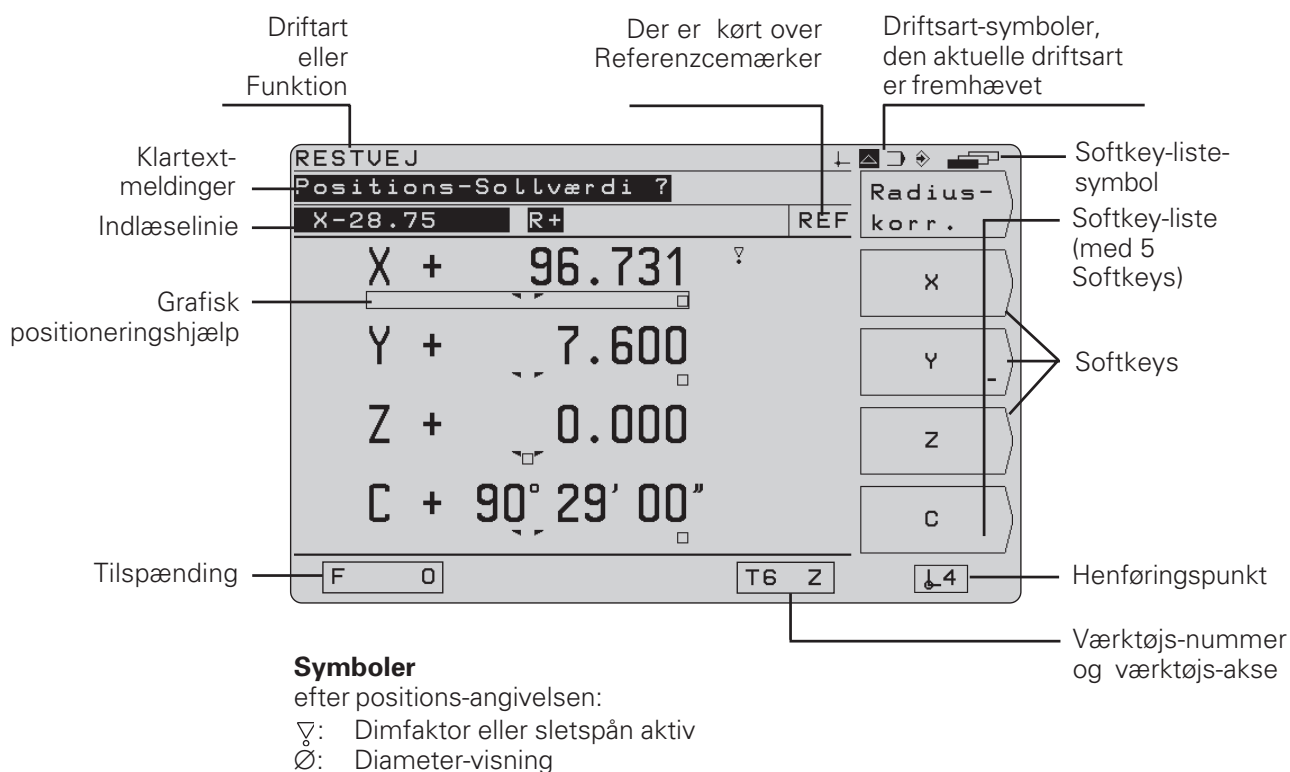 Driftart
eller
Funktion
Der er kørt over
Referenzcemærker
Driftsart-symboler,
den aktuelle driftsart
er fremhævet
Klartext-
meldinger
Indlæselinie
Grafisk
positioneringshjælp
Tilspænding
RESTVEJ
Positions-Sollværdi ?
X-28.75 R+ REF
X + 96.731
Y + 7.600
Z + 0.000
C + 90° 29' 00"
F 0 T6 Z 4
Radius-
korr.
X
Y
Z
C
Softkey-liste-
symbol
Softkey-liste
(med 5
Softkeys)
Softkeys
Henføringspunkt
Værktøjs-nummer
og værktøjs-akse
Symboler
efter positions-angivelsen:
: Dimfaktor eller sletspån aktiv
∅: Diameter-visning